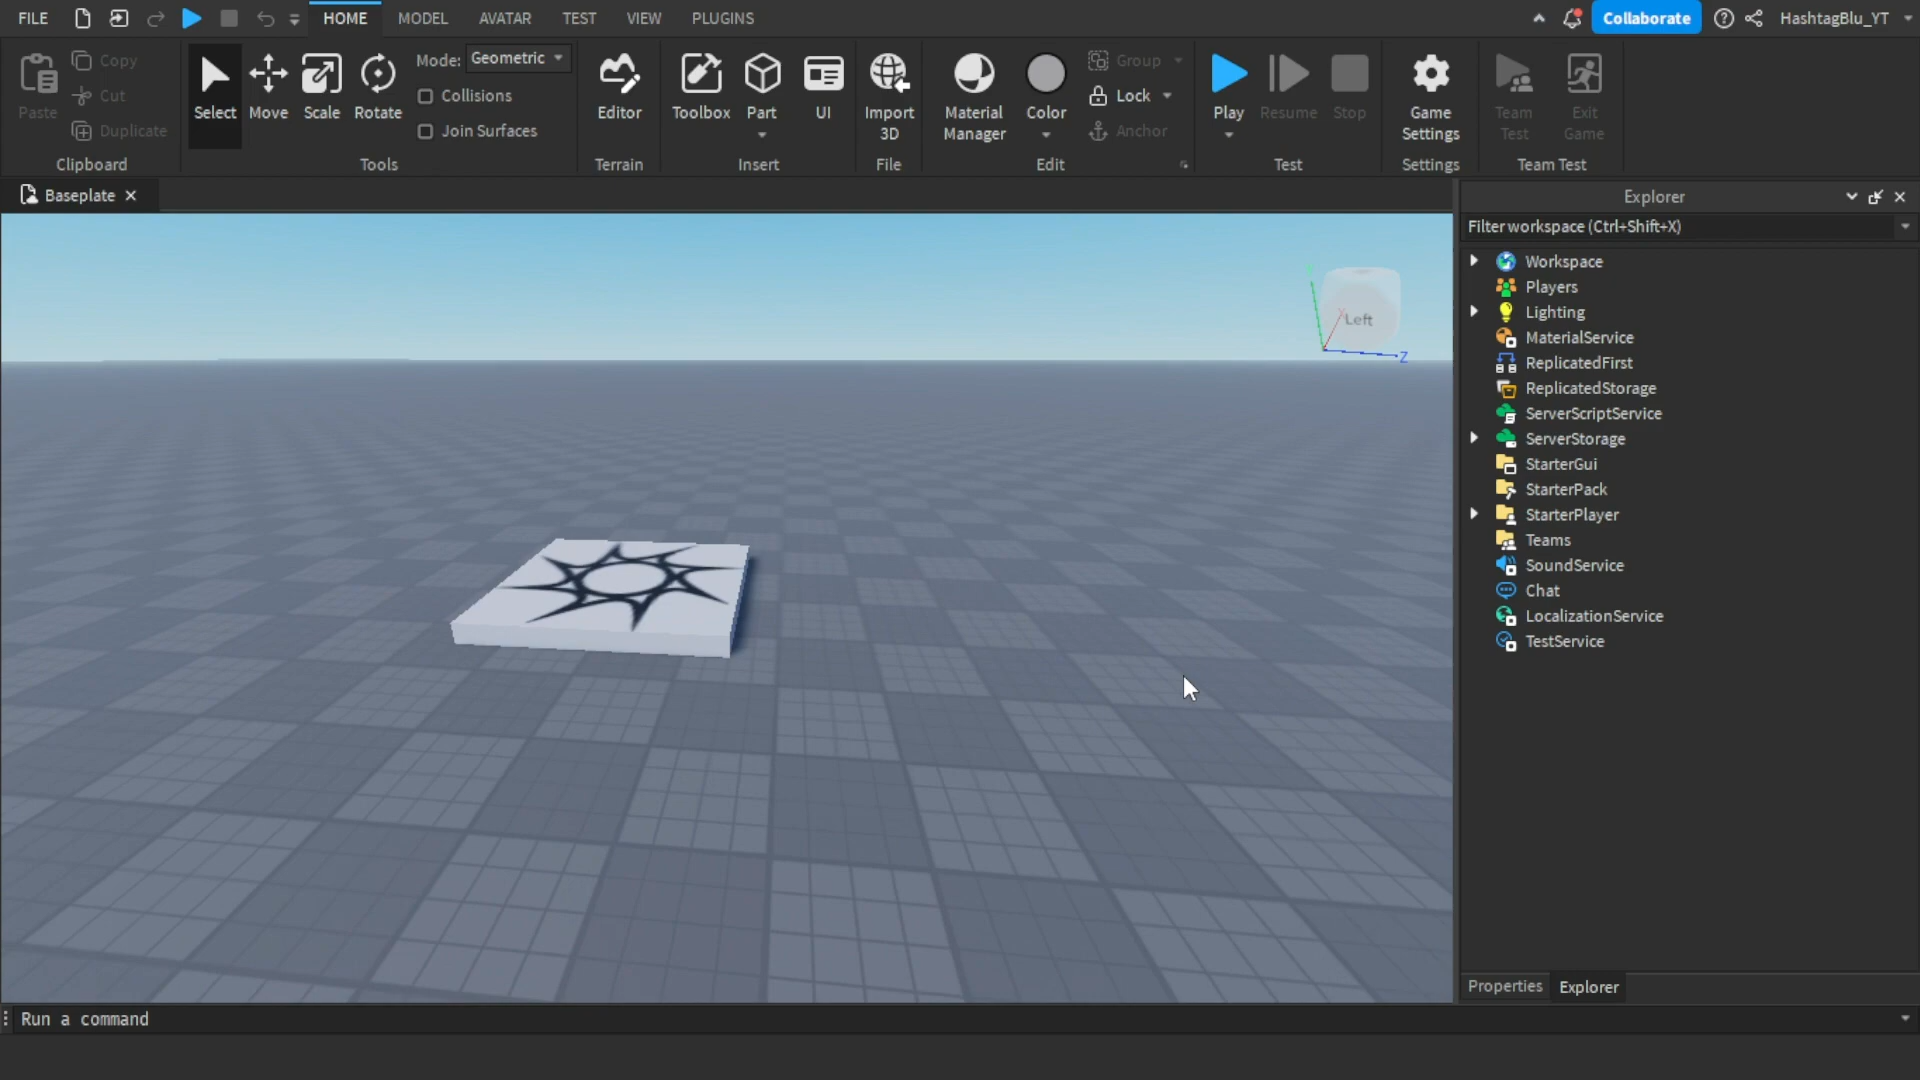 FILE
HOME
MODEL
AVATAR
TEST
VIEW
PLUGINS
Collaborate
HashtagBlu_YT
Paste
Copy
Cut
Duplicate
Clipboard
Select
Move
Scale
Rotate
Mode: Geometric
Collisions
Join Surfaces
Tools
Editor
Terrain
Toolbox
Part
UI
Insert
Import
3D
File
Material
Manager
Color
Group
Lock
Anchor
Edit
Play
Resume
Stop
Test
Game
Settings
Settings
Team
Test
Exit
Game
Team Test
Baseplate
Left
Z
Explorer
Filter workspace (Ctrl+Shift+X)
Workspace
Players
Lighting
MaterialService
ReplicatedFirst
ReplicatedStorage
ServerScriptService
ServerStorage
StarterGui
StarterPack
StarterPlayer
Teams
SoundService
Chat
LocalizationService
TestService
Properties
Explorer
Run a command